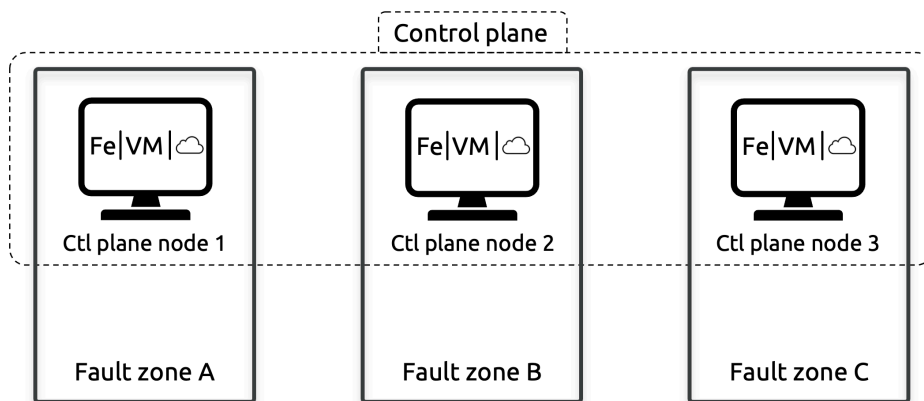 Control plane
Fe|VM| Fe|VM| Fe|VM|
Ctl plane node 1 Ctl plane node 2 Ctl plane node 3
Fault zone A Fault zone B Fault zone C